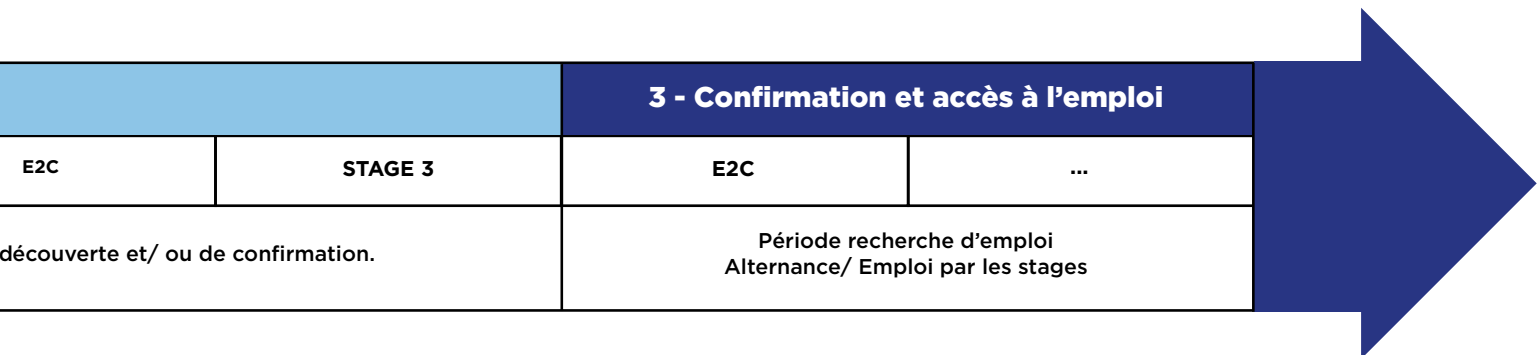 3 - Confirmation et accès à l’emploi
E2C
STAGE 3
E2C
...
découverte et/ ou de confirmation.
Période recherche d’emploi
Alternance/ Emploi par les stages